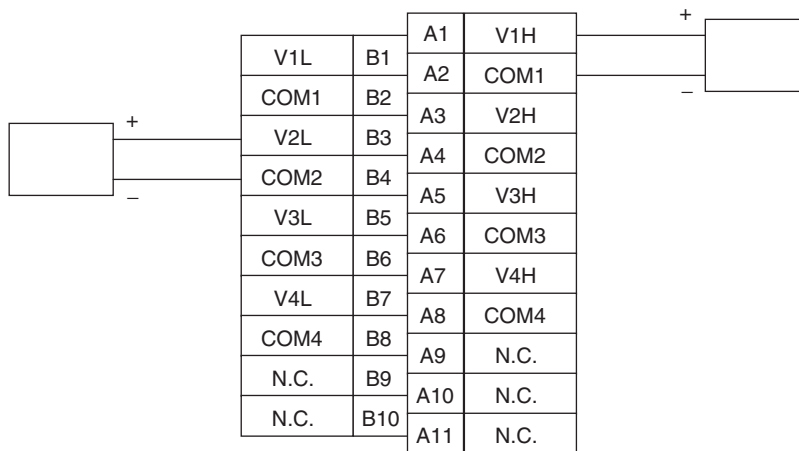 A1 V1H +
V1L B1
A2 COM1 –
COM1 B2
A3 V2H
+ V2L B3
A4 COM2
– COM2 B4
A5 V3H
V3L B5
A6 COM3
COM3 B6
A7 V4H
V4L B7
A8 COM4
COM4 B8
A9 N.C.
N.C. B9
A10 N.C.
N.C. B10
A11 N.C.